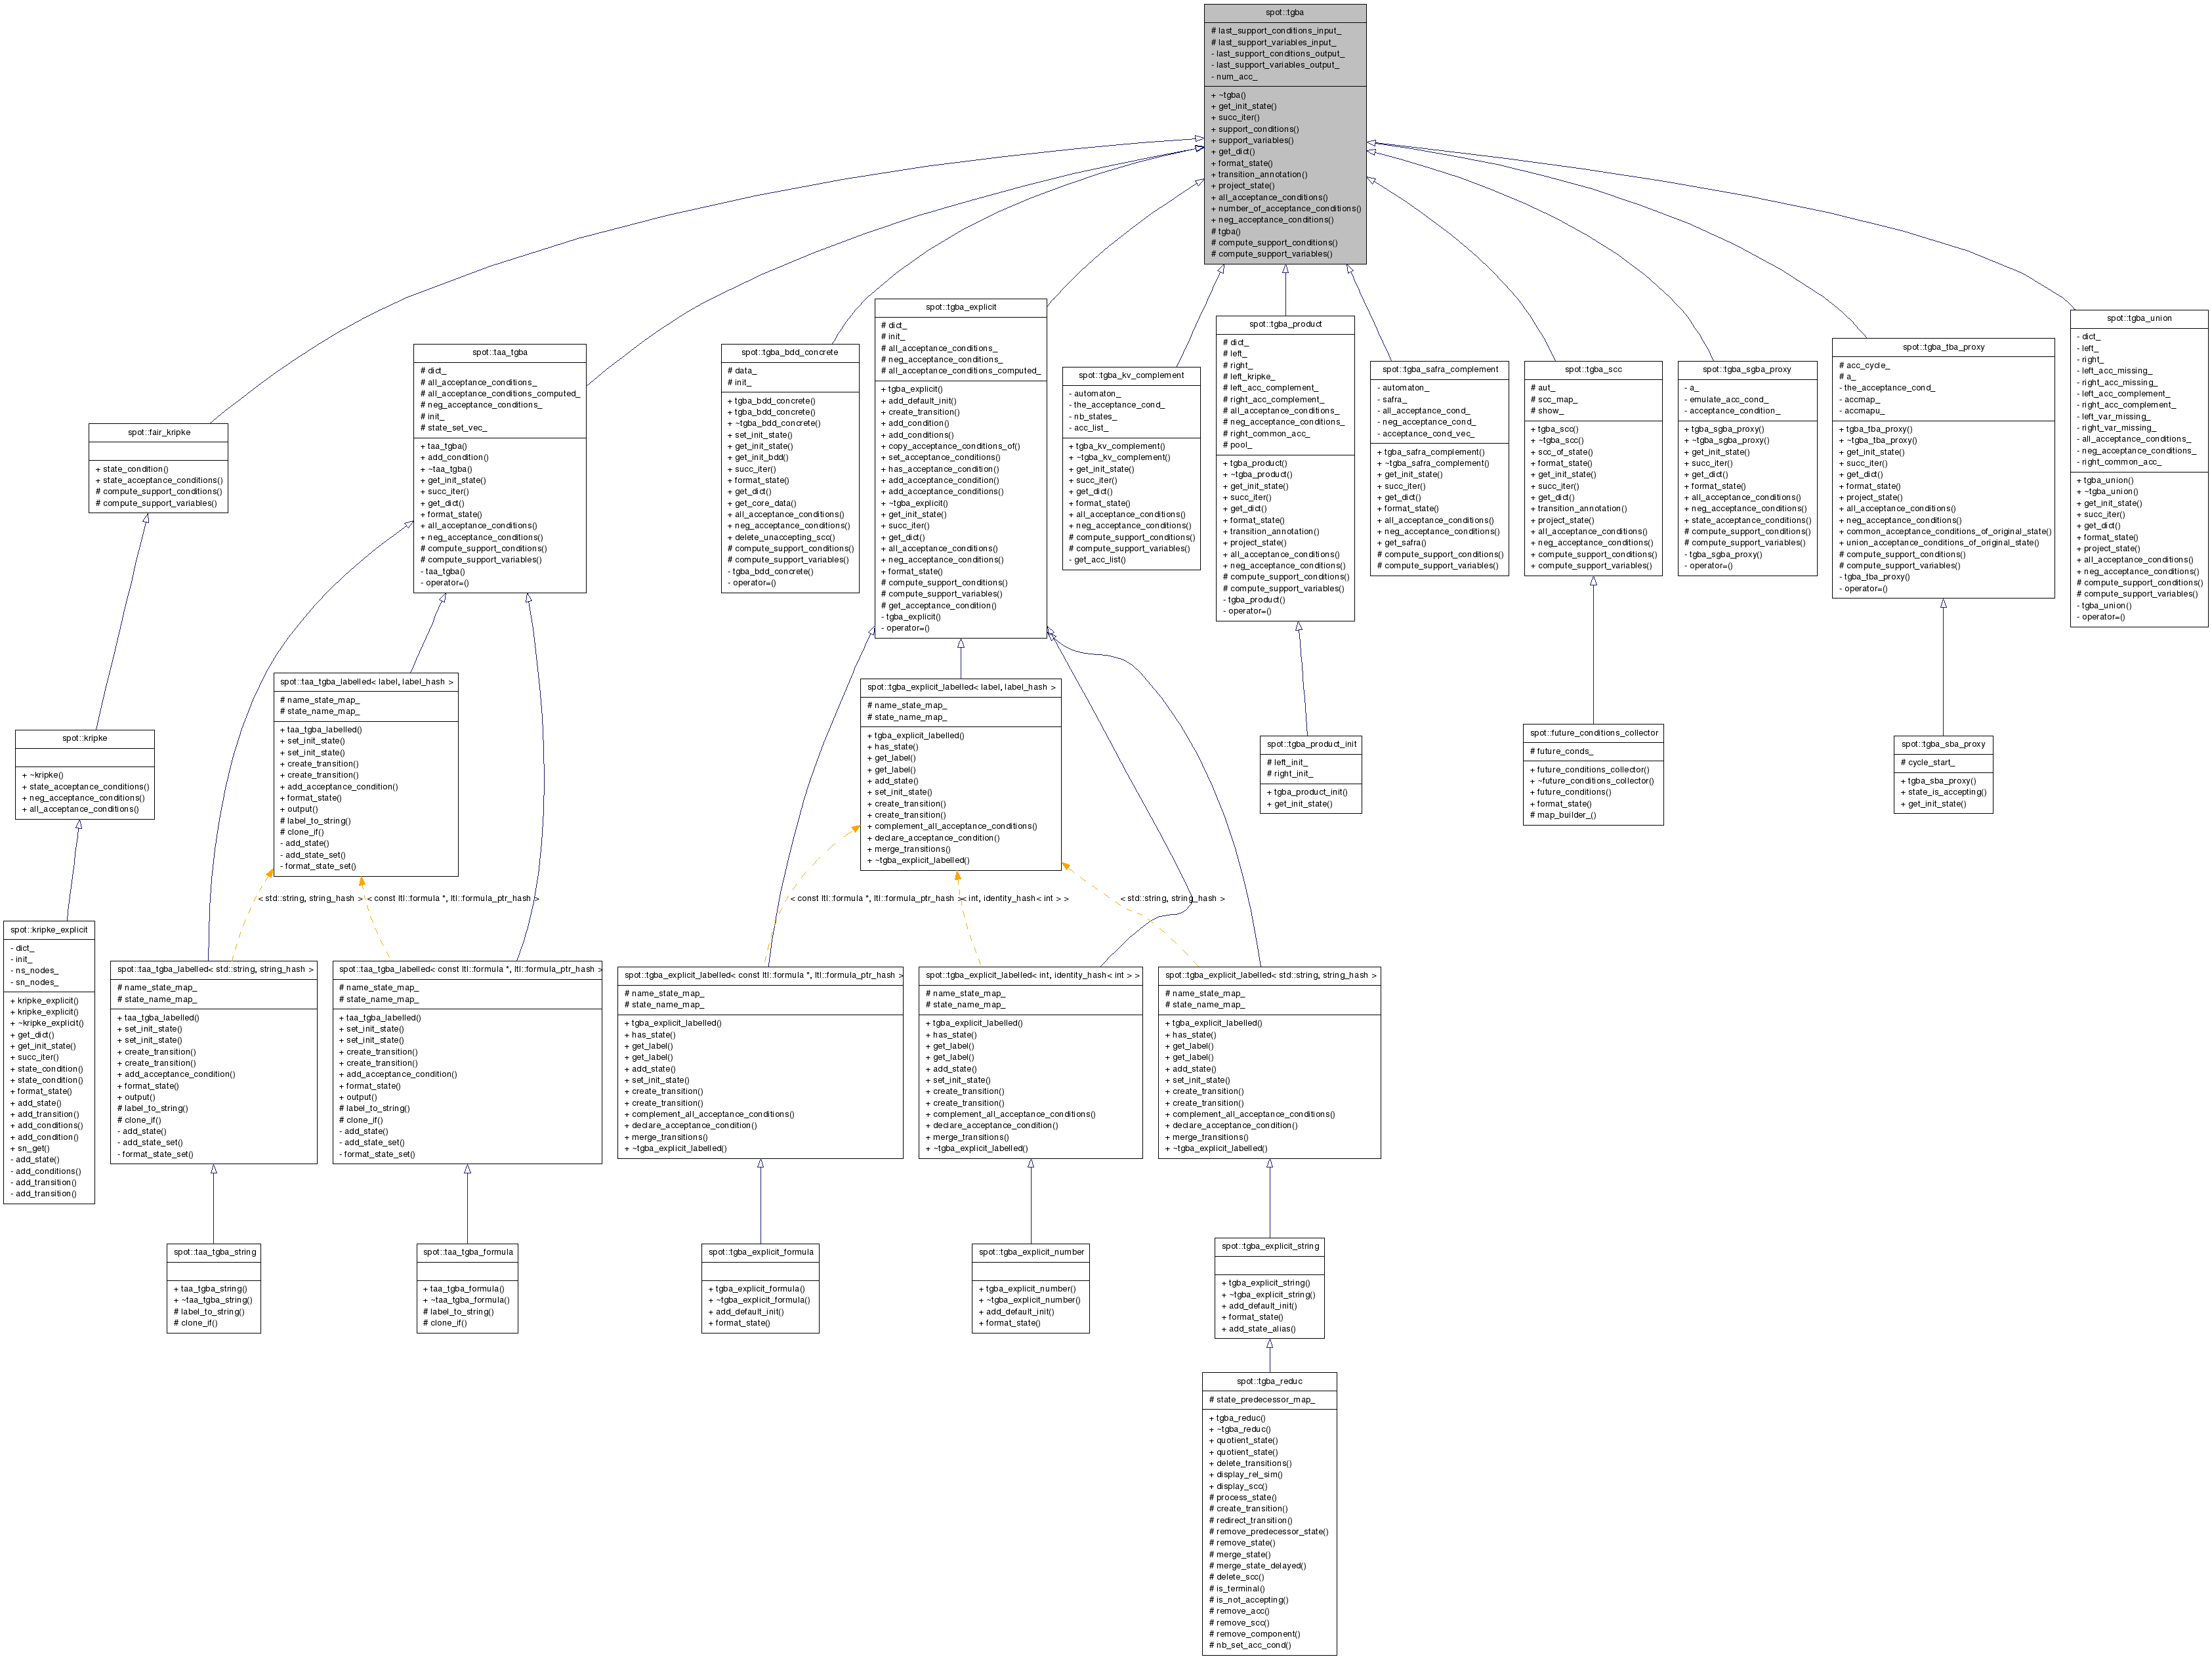 spot::tgba
# last_support_conditions_input_
# last_support_variables_input_
- last_support_conditions_output_
- last_support_variables_output_
- num_acc_
+ ~tgba()
+ get_init_state()
+ succ_iter()
+ support_conditions()
+ support_variables()
+ get_dict()
+ format_state()
+ transition_annotation()
+ project_state()
+ all_acceptance_conditions()
+ number_of_acceptance_conditions()
+ neg_acceptance_conditions()
# tgba()
# compute_support_conditions()
# compute_support_variables()
spot::fair_kripke
+ state_condition()
+ state_acceptance_conditions()
# compute_support_conditions()
# compute_support_variables()
spot::taa_tgba
# dict_
# all_acceptance_conditions_
# all_acceptance_conditions_computed_
# neg_acceptance_conditions_
# init_
# state_set_vec_
+ taa_tgba()
+ add_condition()
+ ~taa_tgba()
+ get_init_state()
+ succ_iter()
+ get_dict()
+ format_state()
+ all_acceptance_conditions()
+ neg_acceptance_conditions()
# compute_support_conditions()
# compute_support_variables()
- taa_tgba()
- operator=()
spot::tgba_bdd_concrete
# data_
# init_
+ tgba_bdd_concrete()
+ tgba_bdd_concrete()
+ ~tgba_bdd_concrete()
+ set_init_state()
+ get_init_state()
+ get_init_bdd()
+ succ_iter()
+ format_state()
+ get_dict()
+ get_core_data()
+ all_acceptance_conditions()
+ neg_acceptance_conditions()
+ delete_unaccepting_scc()
# compute_support_conditions()
# compute_support_variables()
- tgba_bdd_concrete()
- operator=()
spot::tgba_explicit
# dict_
# init_
# all_acceptance_conditions_
# neg_acceptance_conditions_
# all_acceptance_conditions_computed_
+ tgba_explicit()
+ add_default_init()
+ create_transition()
+ add_condition()
+ add_conditions()
+ copy_acceptance_conditions_of()
+ set_acceptance_conditions()
+ has_acceptance_condition()
+ add_acceptance_condition()
+ add_acceptance_conditions()
+ ~tgba_explicit()
+ get_init_state()
+ succ_iter()
+ get_dict()
+ all_acceptance_conditions()
+ neg_acceptance_conditions()
+ format_state()
# compute_support_conditions()
# compute_support_variables()
# get_acceptance_condition()
- tgba_explicit()
- operator=()
spot::tgba_kv_complement
- automaton_
- the_acceptance_cond_
- nb_states_
- acc_list_
+ tgba_kv_complement()
+ ~tgba_kv_complement()
+ get_init_state()
+ succ_iter()
+ get_dict()
+ format_state()
+ all_acceptance_conditions()
+ neg_acceptance_conditions()
# compute_support_conditions()
# compute_support_variables()
- get_acc_list()
spot::tgba_product
# dict_
# left_
# right_
# left_kripke_
# left_acc_complement_
# right_acc_complement_
# all_acceptance_conditions_
# neg_acceptance_conditions_
# right_common_acc_
# pool_
+ tgba_product()
+ ~tgba_product()
+ get_init_state()
+ succ_iter()
+ get_dict()
+ format_state()
+ transition_annotation()
+ project_state()
+ all_acceptance_conditions()
+ neg_acceptance_conditions()
# compute_support_conditions()
# compute_support_variables()
- tgba_product()
- operator=()
spot::tgba_safra_complement
- automaton_
- safra_
- all_acceptance_cond_
- neg_acceptance_cond_
- acceptance_cond_vec_
+ tgba_safra_complement()
+ ~tgba_safra_complement()
+ get_init_state()
+ succ_iter()
+ get_dict()
+ format_state()
+ all_acceptance_conditions()
+ neg_acceptance_conditions()
+ get_safra()
# compute_support_conditions()
# compute_support_variables()
spot::tgba_scc
# aut_
# scc_map_
# show_
+ tgba_scc()
+ ~tgba_scc()
+ scc_of_state()
+ format_state()
+ get_init_state()
+ succ_iter()
+ get_dict()
+ transition_annotation()
+ project_state()
+ all_acceptance_conditions()
+ neg_acceptance_conditions()
+ compute_support_conditions()
+ compute_support_variables()
spot::tgba_sgba_proxy
- a_
- emulate_acc_cond_
- acceptance_condition_
+ tgba_sgba_proxy()
+ ~tgba_sgba_proxy()
+ get_init_state()
+ succ_iter()
+ get_dict()
+ format_state()
+ all_acceptance_conditions()
+ neg_acceptance_conditions()
+ state_acceptance_conditions()
# compute_support_conditions()
# compute_support_variables()
- tgba_sgba_proxy()
- operator=()
spot::tgba_tba_proxy
# acc_cycle_
# a_
- the_acceptance_cond_
- accmap_
- accmapu_
+ tgba_tba_proxy()
+ ~tgba_tba_proxy()
+ get_init_state()
+ succ_iter()
+ get_dict()
+ format_state()
+ project_state()
+ all_acceptance_conditions()
+ neg_acceptance_conditions()
+ common_acceptance_conditions_of_original_state()
+ union_acceptance_conditions_of_original_state()
# compute_support_conditions()
# compute_support_variables()
- tgba_tba_proxy()
- operator=()
spot::tgba_union
- dict_
- left_
- right_
- left_acc_missing_
- right_acc_missing_
- left_acc_complement_
- right_acc_complement_
- left_var_missing_
- right_var_missing_
- all_acceptance_conditions_
- neg_acceptance_conditions_
- right_common_acc_
+ tgba_union()
+ ~tgba_union()
+ get_init_state()
+ succ_iter()
+ get_dict()
+ format_state()
+ project_state()
+ all_acceptance_conditions()
+ neg_acceptance_conditions()
# compute_support_conditions()
# compute_support_variables()
- tgba_union()
- operator=()
spot::kripke
+ ~kripke()
+ state_acceptance_conditions()
+ neg_acceptance_conditions()
+ all_acceptance_conditions()
spot::taa_tgba_labelled< label, label_hash >
# name_state_map_
# state_name_map_
+ taa_tgba_labelled()
+ set_init_state()
+ set_init_state()
+ create_transition()
+ create_transition()
+ add_acceptance_condition()
+ format_state()
+ output()
# label_to_string()
# clone_if()
- add_state()
- add_state_set()
- format_state_set()
spot::tgba_explicit_labelled< label, label_hash >
# name_state_map_
# state_name_map_
+ tgba_explicit_labelled()
+ has_state()
+ get_label()
+ get_label()
+ add_state()
+ set_init_state()
+ create_transition()
+ create_transition()
+ complement_all_acceptance_conditions()
+ declare_acceptance_condition()
+ merge_transitions()
+ ~tgba_explicit_labelled()
spot::tgba_product_init
# left_init_
# right_init_
+ tgba_product_init()
+ get_init_state()
spot::future_conditions_collector
# future_conds_
+ future_conditions_collector()
+ ~future_conditions_collector()
+ future_conditions()
+ format_state()
# map_builder_()
spot::tgba_sba_proxy
# cycle_start_
+ tgba_sba_proxy()
+ state_is_accepting()
+ get_init_state()
< std::string, string_hash >
< const ltl::formula *, ltl::formula_ptr_hash >
< const ltl::formula *, ltl::formula_ptr_hash >
< int, identity_hash< int > >
< std::string, string_hash >
spot::kripke_explicit
- dict_
- init_
- ns_nodes_
- sn_nodes_
+ kripke_explicit()
+ kripke_explicit()
+ ~kripke_explicit()
+ get_dict()
+ get_init_state()
+ succ_iter()
+ state_condition()
+ state_condition()
+ format_state()
+ add_state()
+ add_transition()
+ add_conditions()
+ add_condition()
+ sn_get()
- add_state()
- add_conditions()
- add_transition()
- add_transition()
spot::taa_tgba_labelled< std::string, string_hash >
# name_state_map_
# state_name_map_
+ taa_tgba_labelled()
+ set_init_state()
+ set_init_state()
+ create_transition()
+ create_transition()
+ add_acceptance_condition()
+ format_state()
+ output()
# label_to_string()
# clone_if()
- add_state()
- add_state_set()
- format_state_set()
spot::taa_tgba_labelled< const ltl::formula *, ltl::formula_ptr_hash >
# name_state_map_
# state_name_map_
+ taa_tgba_labelled()
+ set_init_state()
+ set_init_state()
+ create_transition()
+ create_transition()
+ add_acceptance_condition()
+ format_state()
+ output()
# label_to_string()
# clone_if()
- add_state()
- add_state_set()
- format_state_set()
spot::tgba_explicit_labelled< const ltl::formula *, ltl::formula_ptr_hash >
# name_state_map_
# state_name_map_
+ tgba_explicit_labelled()
+ has_state()
+ get_label()
+ get_label()
+ add_state()
+ set_init_state()
+ create_transition()
+ create_transition()
+ complement_all_acceptance_conditions()
+ declare_acceptance_condition()
+ merge_transitions()
+ ~tgba_explicit_labelled()
spot::tgba_explicit_labelled< int, identity_hash< int > >
# name_state_map_
# state_name_map_
+ tgba_explicit_labelled()
+ has_state()
+ get_label()
+ get_label()
+ add_state()
+ set_init_state()
+ create_transition()
+ create_transition()
+ complement_all_acceptance_conditions()
+ declare_acceptance_condition()
+ merge_transitions()
+ ~tgba_explicit_labelled()
spot::tgba_explicit_labelled< std::string, string_hash >
# name_state_map_
# state_name_map_
+ tgba_explicit_labelled()
+ has_state()
+ get_label()
+ get_label()
+ add_state()
+ set_init_state()
+ create_transition()
+ create_transition()
+ complement_all_acceptance_conditions()
+ declare_acceptance_condition()
+ merge_transitions()
+ ~tgba_explicit_labelled()
spot::taa_tgba_string
+ taa_tgba_string()
+ ~taa_tgba_string()
# label_to_string()
# clone_if()
spot::taa_tgba_formula
+ taa_tgba_formula()
+ ~taa_tgba_formula()
# label_to_string()
# clone_if()
spot::tgba_explicit_formula
+ tgba_explicit_formula()
+ ~tgba_explicit_formula()
+ add_default_init()
+ format_state()
spot::tgba_explicit_number
+ tgba_explicit_number()
+ ~tgba_explicit_number()
+ add_default_init()
+ format_state()
spot::tgba_explicit_string
+ tgba_explicit_string()
+ ~tgba_explicit_string()
+ add_default_init()
+ format_state()
+ add_state_alias()
spot::tgba_reduc
# state_predecessor_map_
+ tgba_reduc()
+ ~tgba_reduc()
+ quotient_state()
+ quotient_state()
+ delete_transitions()
+ display_rel_sim()
+ display_scc()
# process_state()
# create_transition()
# redirect_transition()
# remove_predecessor_state()
# remove_state()
# merge_state()
# merge_state_delayed()
# delete_scc()
# is_terminal()
# is_not_accepting()
# remove_acc()
# remove_scc()
# remove_component()
# nb_set_acc_cond()